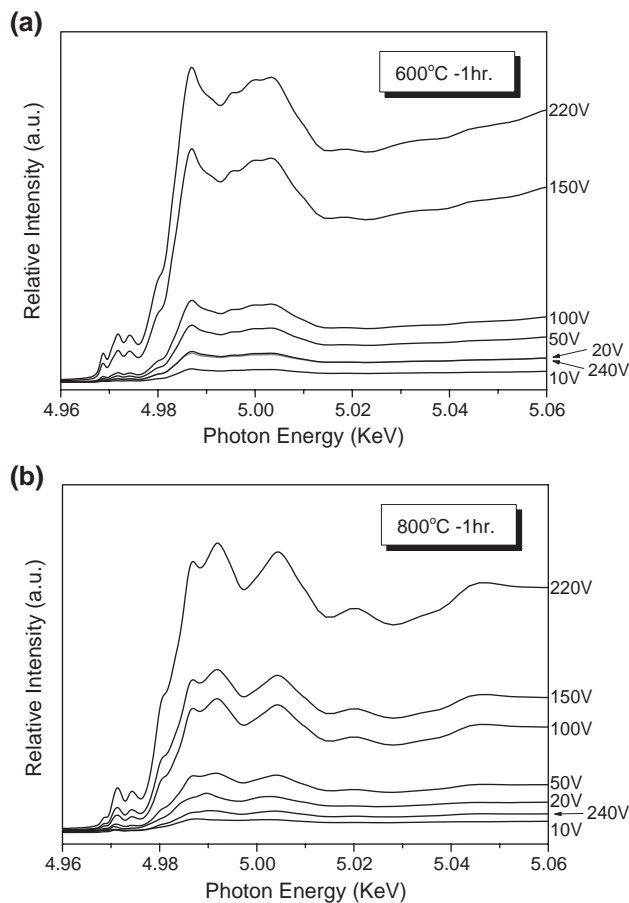 (a)
600°C -1hr.
Relative Intensity (a.u.)
220V
150V
100V
50V
20V
240V
10V
4.96 4.98 5.00 5.02 5.04 5.06
Photon Energy (KeV)
(b)
800°C -1hr.
Relative Intensity (a.u.)
220V
150V
100V
50V
20V
240V
10V
4.96 4.98 5.00 5.02 5.04 5.06
Photon Energy (KeV)